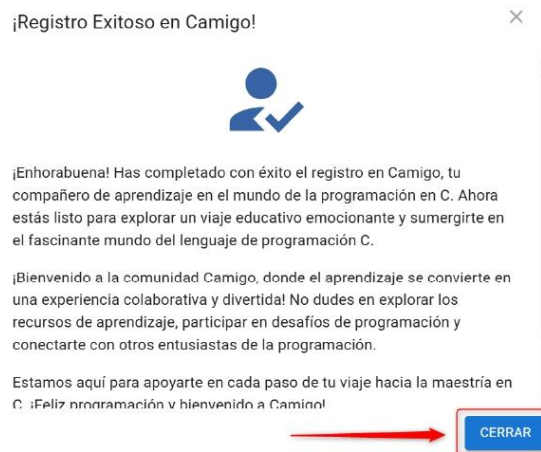 ¡Registro Exitoso en Camigo!
¡Enhorabuena! Has completado con éxito el registro en Camigo, tu
compañero de aprendizaje en el mundo de la programación en C. Ahora
estás listo para explorar un viaje educativo emocionante y sumergirte en
el fascinante mundo del lenguaje de programación C.
¡Bienvenido a la comunidad Camigo, donde el aprendizaje se convierte en
una experiencia colaborativa y divertida! No dudes en explorar los
recursos de aprendizaje, participar en desafíos de programación y
conectarte con otros entusiastas de la programación.
Estamos aquí para apoyarte en cada paso de tu viaje hacia la maestría en
C. ¡Feliz programación y bienvenido a Camigo!
CERRAR